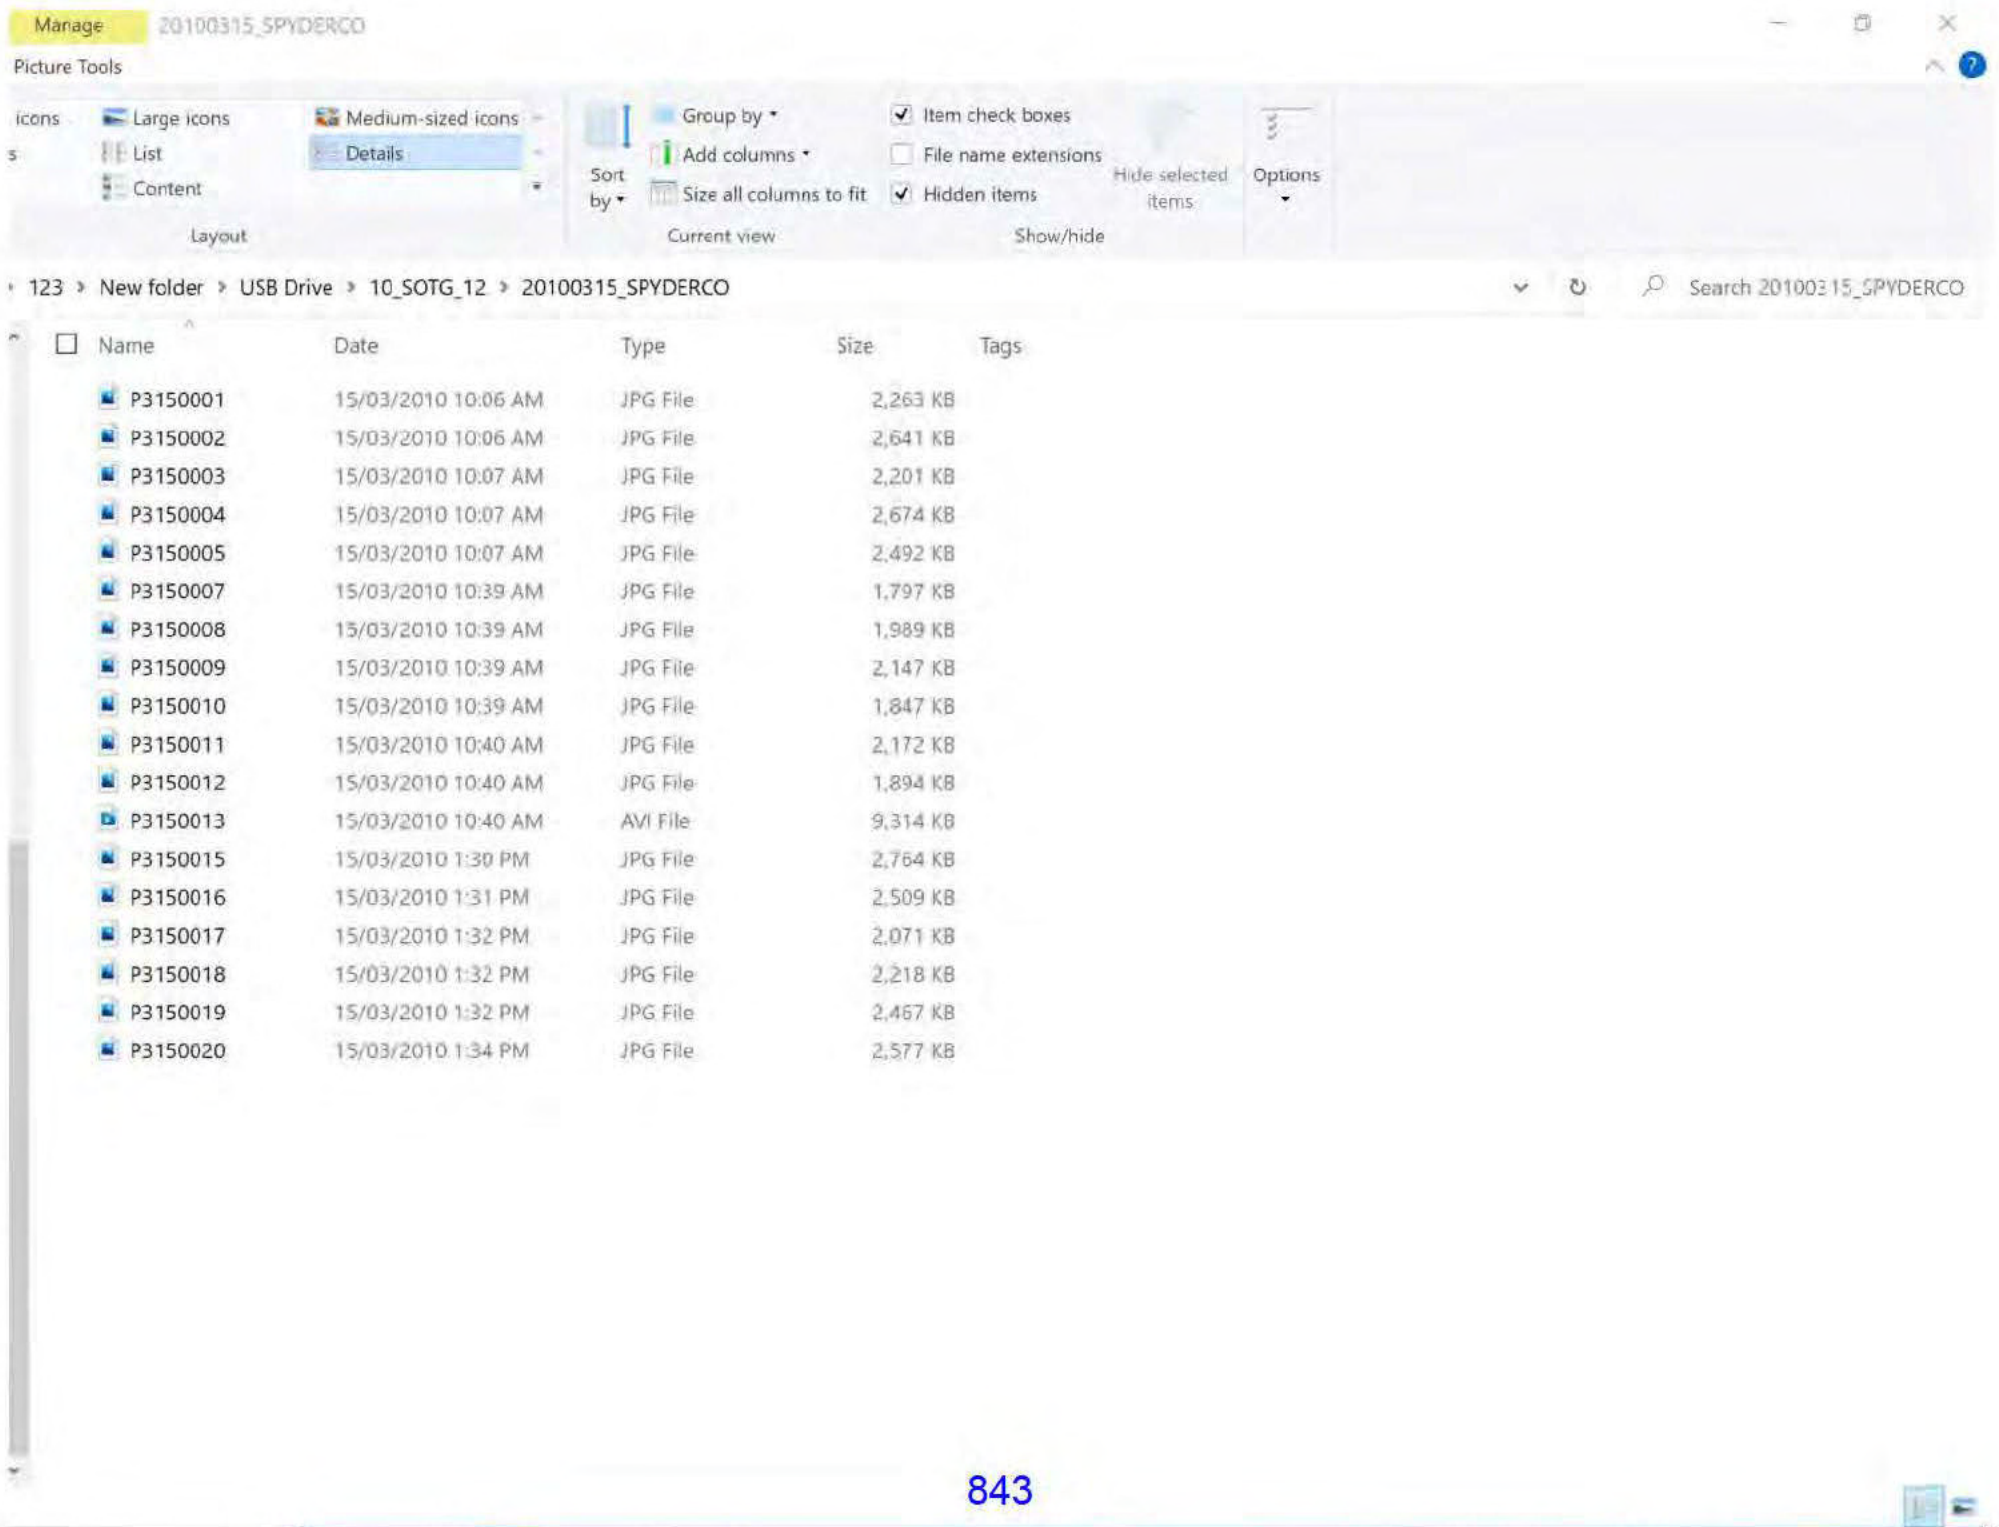 Manage 20100315_SPYDERCO
Picture Tools
icons Large icons Medium-sized icons Group by Item check boxes
s List Details Add columns File name extensions
Content Sort by Size all columns to fit Hidden items Hide selected items Options
Layout Current view Show/hide
123 New folder USB Drive 10_SOTG_12 20100315_SPYDERCO Search 20100315_SPYDERCO
Name Date Type Size Tags
P3150001 15/03/2010 10:06 AM JPG File 2,263 KB
P3150002 15/03/2010 10:06 AM JPG File 2,641 KB
P3150003 15/03/2010 10:07 AM JPG File 2,201 KB
P3150004 15/03/2010 10:07 AM JPG File 2,674 KB
P3150005 15/03/2010 10:07 AM JPG File 2,492 KB
P3150007 15/03/2010 10:39 AM JPG File 1,797 KB
P3150008 15/03/2010 10:39 AM JPG File 1,989 KB
P3150009 15/03/2010 10:39 AM JPG File 2,147 KB
P3150010 15/03/2010 10:39 AM JPG File 1,847 KB
P3150011 15/03/2010 10:40 AM JPG File 2,172 KB
P3150012 15/03/2010 10:40 AM JPG File 1,894 KB
P3150013 15/03/2010 10:40 AM AVI File 9,314 KB
P3150015 15/03/2010 1:30 PM JPG File 2,764 KB
P3150016 15/03/2010 1:31 PM JPG File 2,509 KB
P3150017 15/03/2010 1:32 PM JPG File 2,071 KB
P3150018 15/03/2010 1:32 PM JPG File 2,218 KB
P3150019 15/03/2010 1:32 PM JPG File 2,467 KB
P3150020 15/03/2010 1:34 PM JPG File 2,577 KB
843